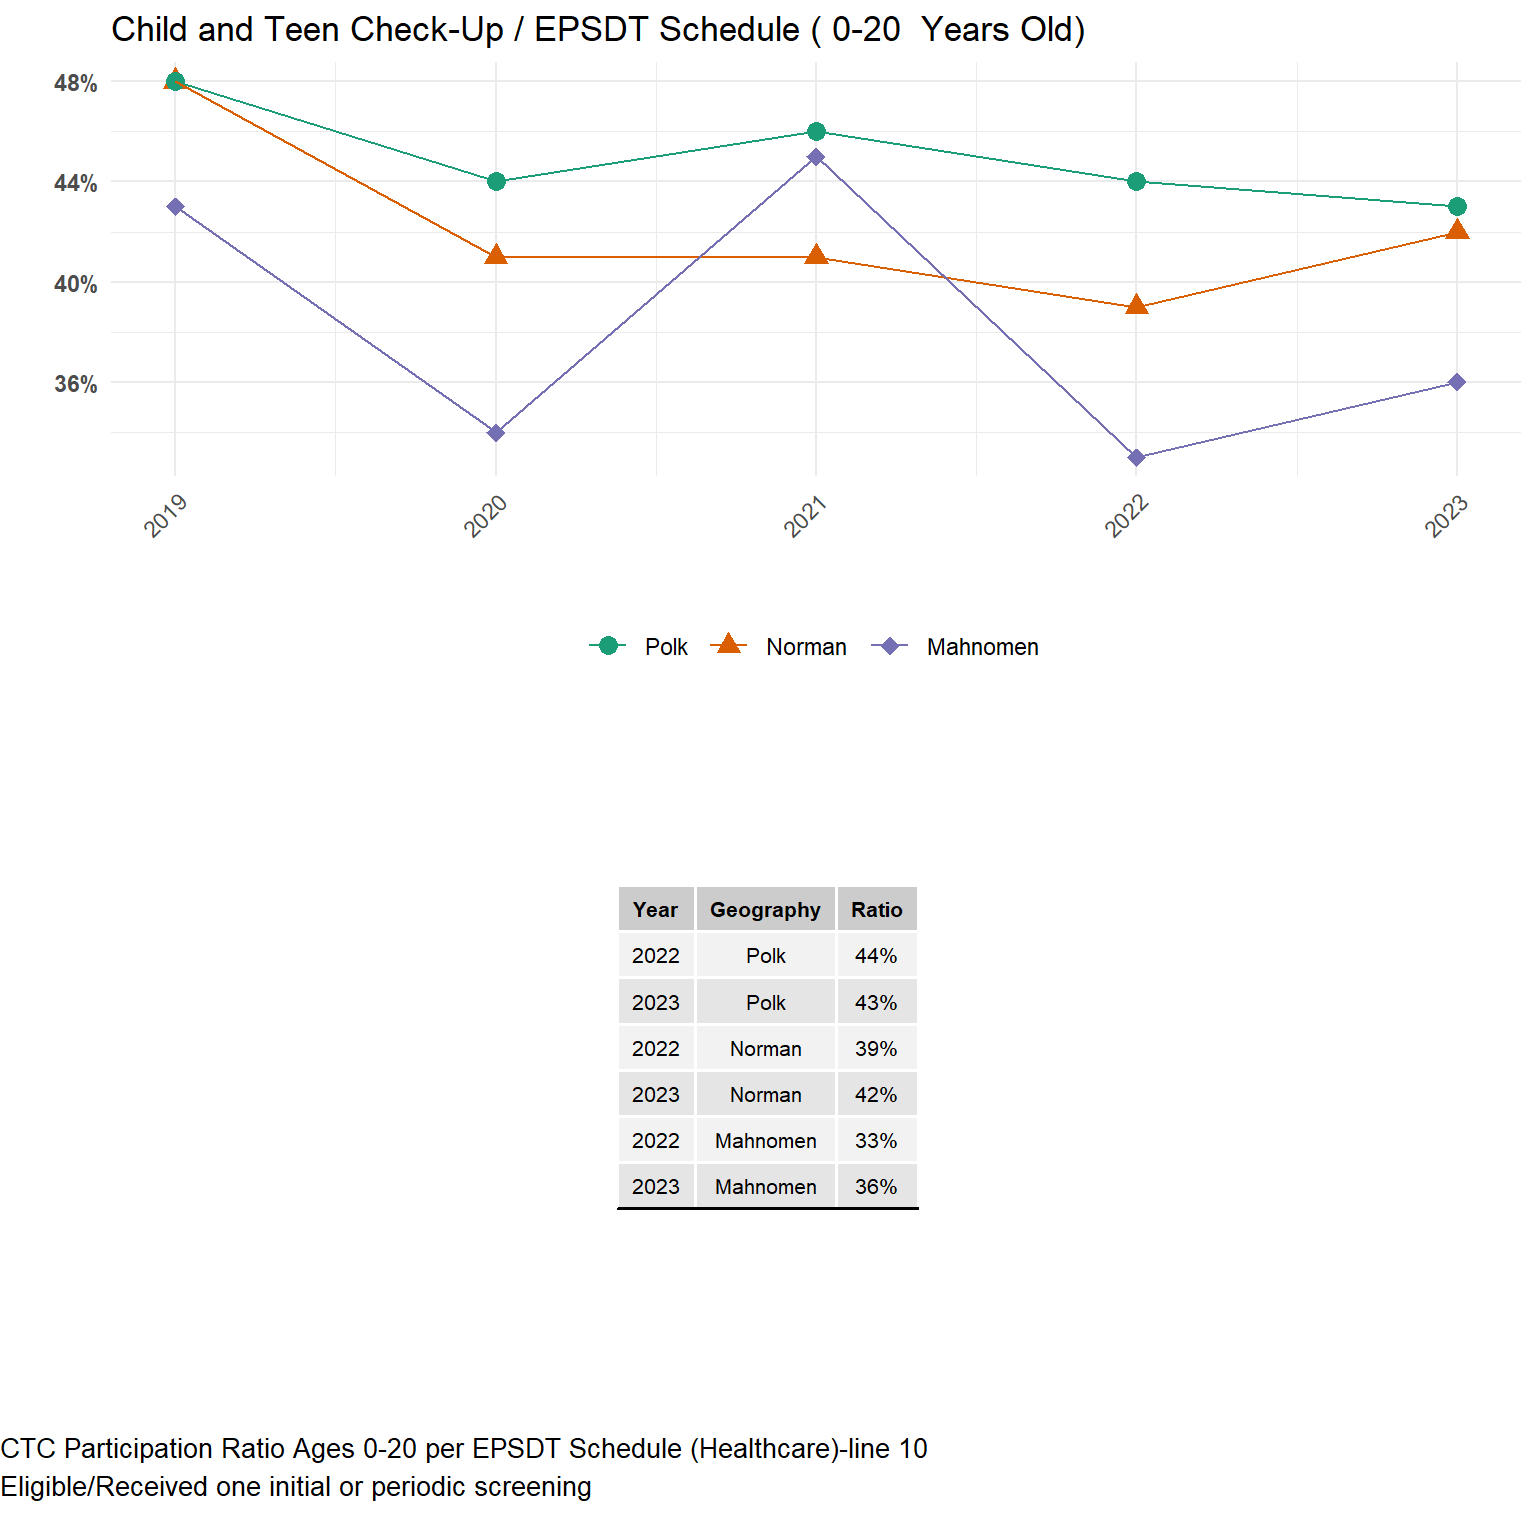 Child and Teen Check-Up / EPSDT Schedule ( 0-20  Years Old)
48%
44%
40%
36%
2019 2020 2021 2022 2023
Polk Norman Mahnomen
Year Geography Ratio
2022 Polk 44%
2023 Polk 43%
2022 Norman 39%
2023 Norman 42%
2022 Mahnomen 33%
2023 Mahnomen 36%
CTC Participation Ratio Ages 0-20 per EPSDT Schedule (Healthcare)-line 10
Eligible/Received one initial or periodic screening